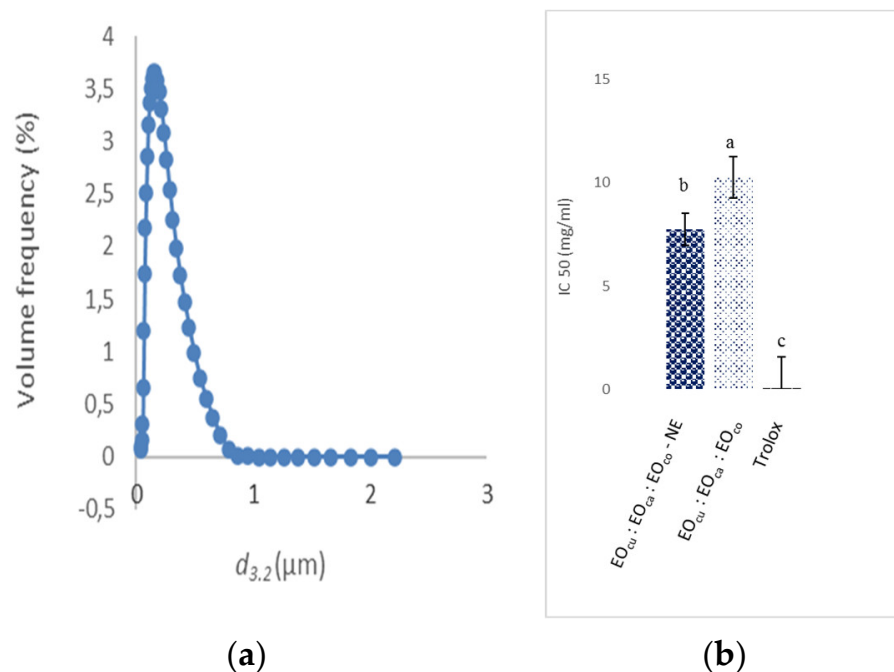 4
3,5
3
2,5
2
1,5
1
0,5
0
-0,5
Volume frequency (%)
0
1
2
3
d3.2(µm)
(a)
15
10
5
0
IC 50 (mg/ml)
b
a
c
EOcu : EOca : EOco - NE
EOcu : EOca : EOco
Trolox
(b)